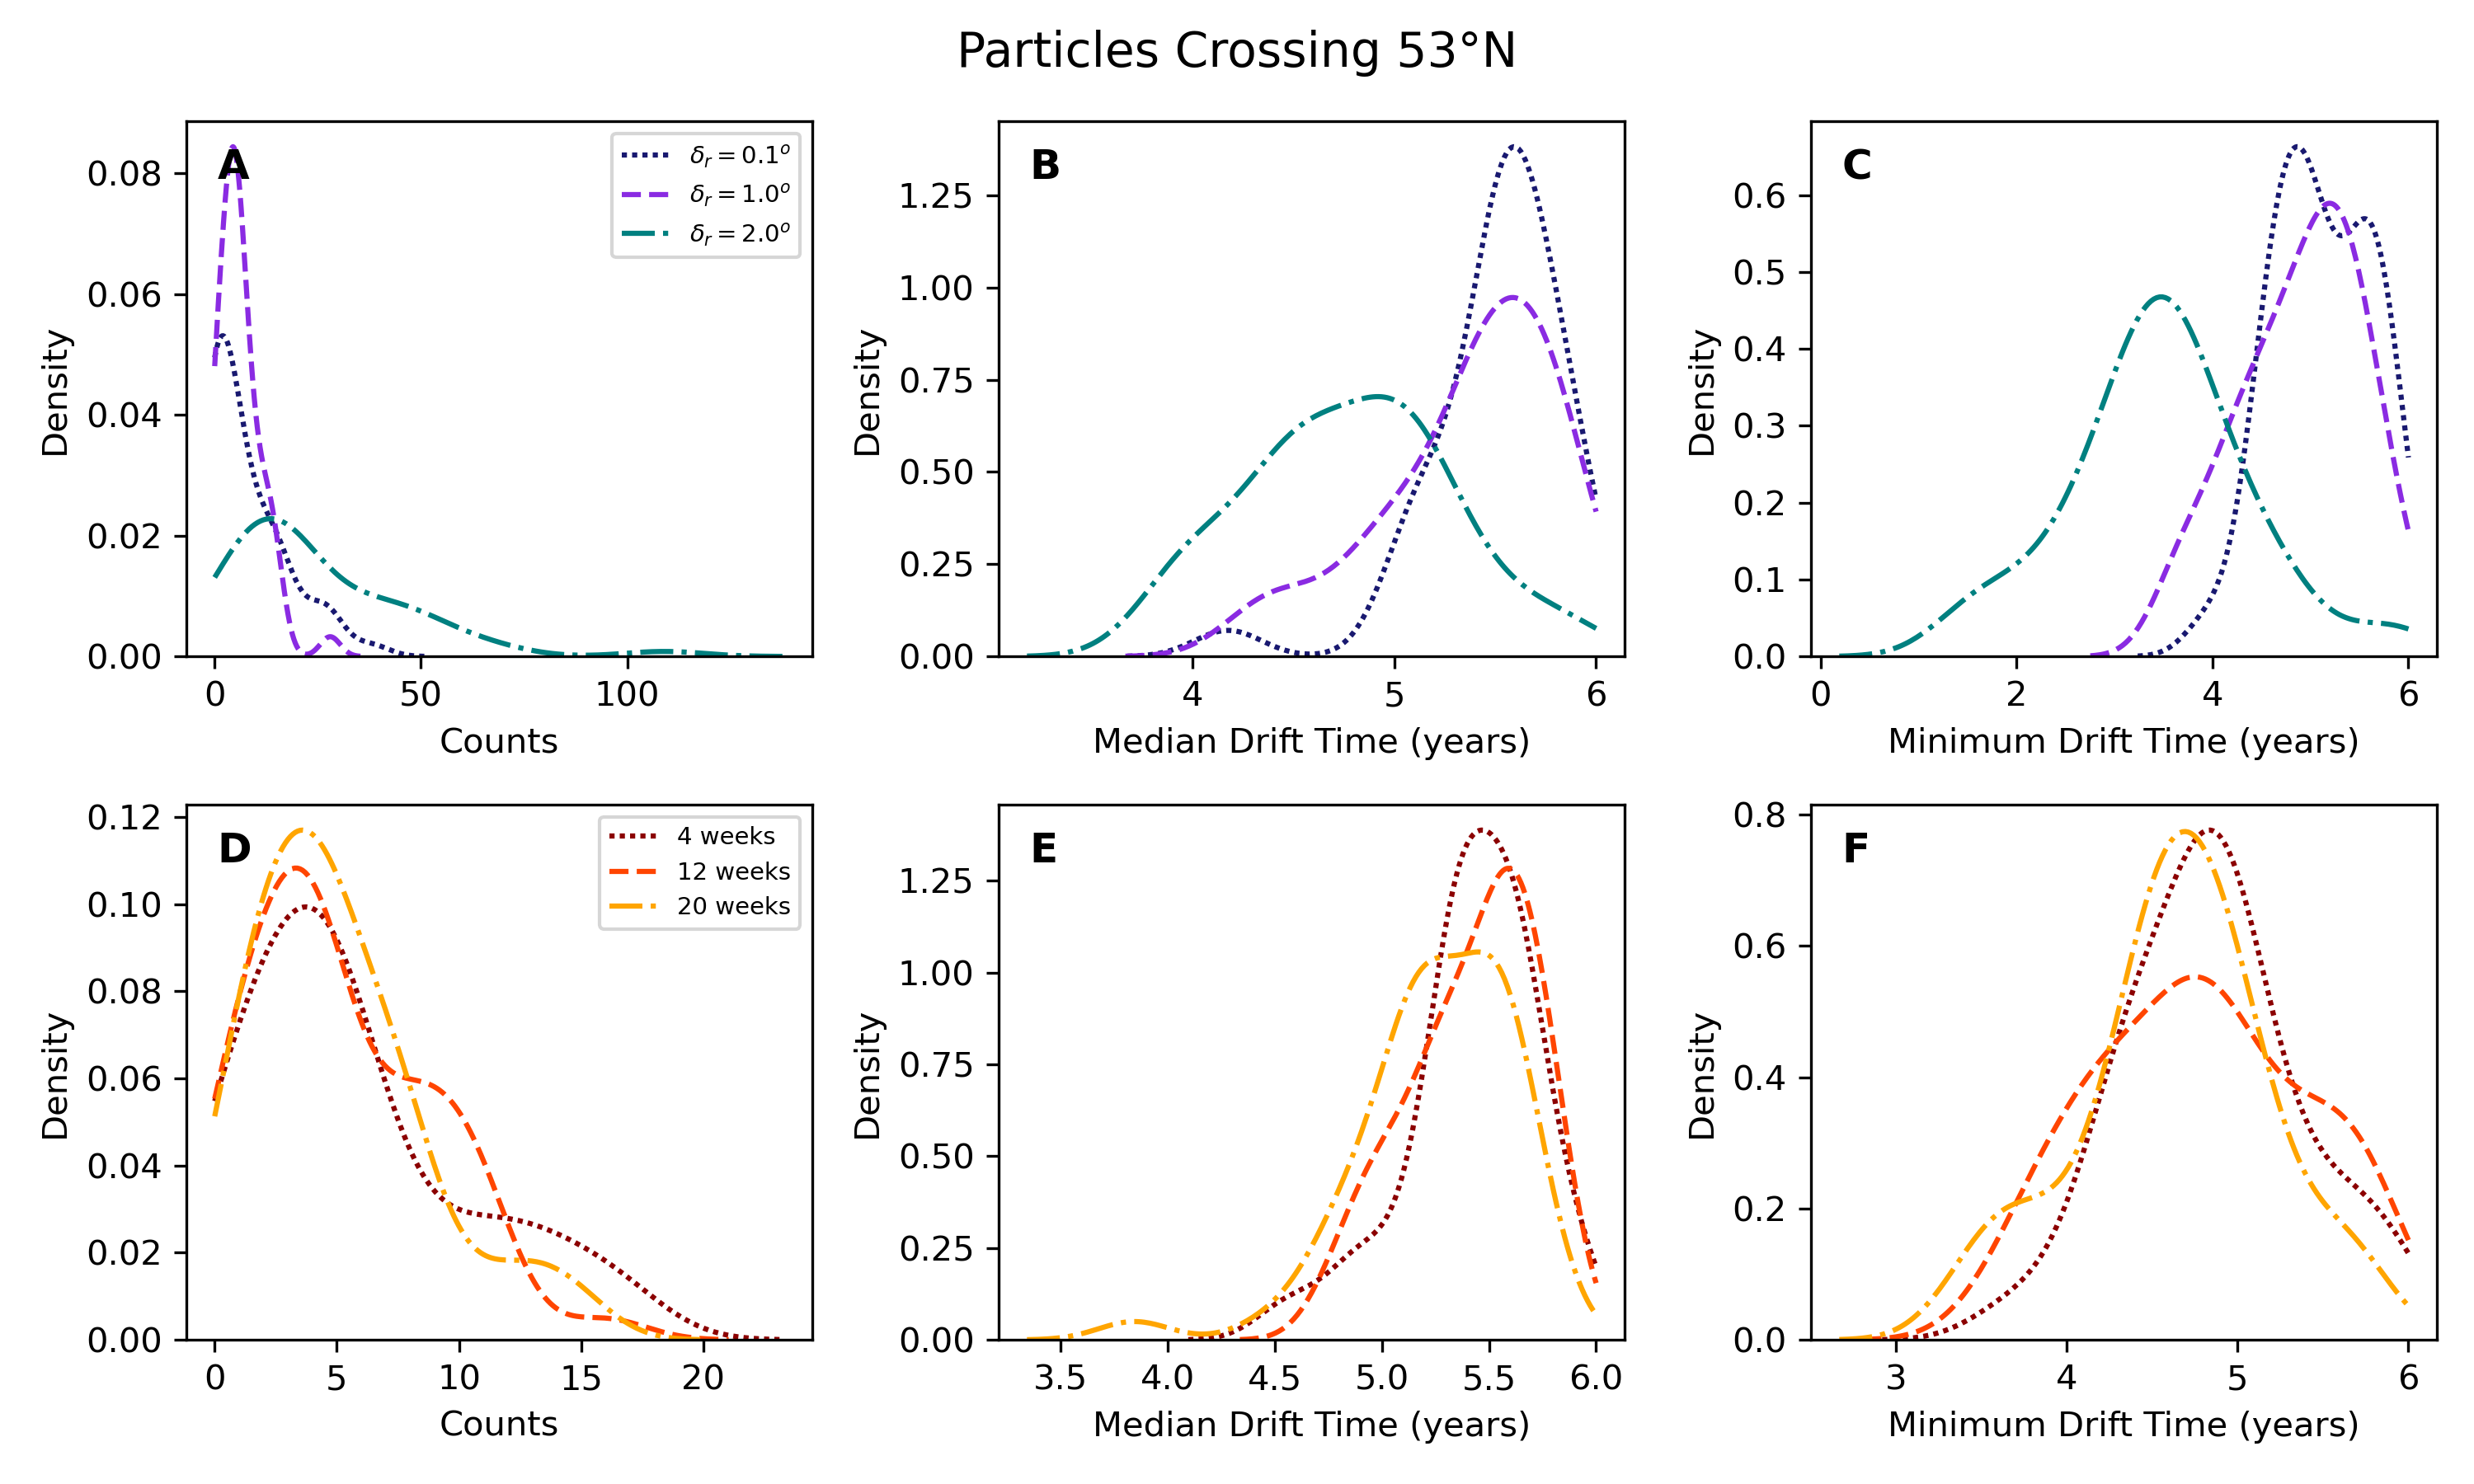 Particles Crossing 53°N
A
δr = 0.1°
δr = 1.0°
δr = 2.0°
0.08
0.06
0.04
0.02
0.00
Density
0 50 100
Counts
B
1.25
1.00
0.75
0.50
0.25
0.00
Density
4 5 6
Median Drift Time (years)
C
0.6
0.5
0.4
0.3
0.2
0.1
0.0
Density
0 2 4 6
Minimum Drift Time (years)
D
4 weeks
12 weeks
20 weeks
0.12
0.10
0.08
0.06
0.04
0.02
0.00
Density
0 5 10 15 20
Counts
E
1.25
1.00
0.75
0.50
0.25
0.00
Density
3.5 4.0 4.5 5.0 5.5 6.0
Median Drift Time (years)
F
0.8
0.6
0.4
0.2
0.0
Density
3 4 5 6
Minimum Drift Time (years)